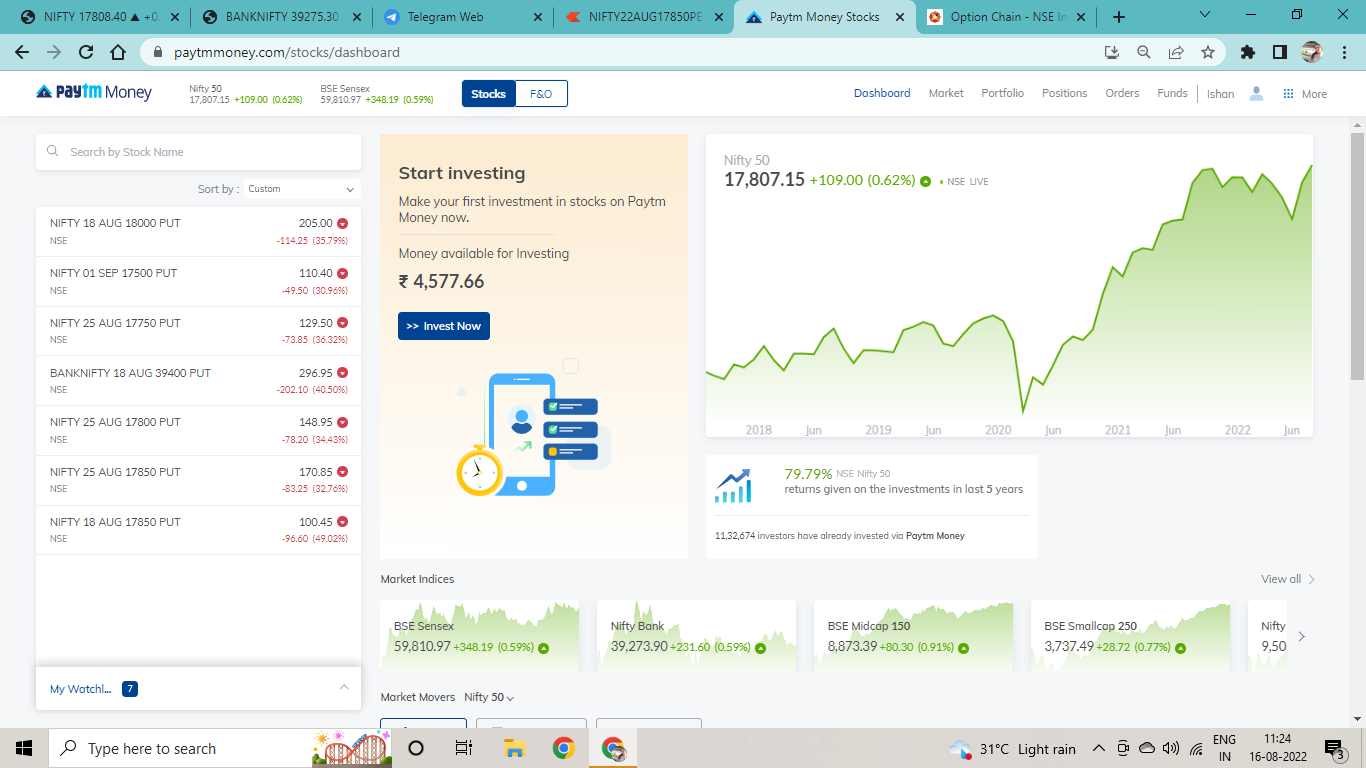 NIFTY 17808.40 ▲ +0.
BANKNIFTY 39275.30
Telegram Web
NIFTY22AUG17850PE
Paytm Money Stocks
Option Chain - NSE In
paytmmoney.com/stocks/dashboard
paytm Money
Nifty 50
17,807.15 +109.00 (0.62%)
BSE Sensex
59,810.97 +348.19 (0.59%)
Stocks
F&O
Dashboard
Market
Portfolio
Positions
Orders
Funds
Ishan
More
Search by Stock Name
Sort by :
Custom
NIFTY 18 AUG 18000 PUT 205.00
NSE -114.25 (35.79%)
NIFTY 01 SEP 17500 PUT 110.40
NSE -49.50 (30.96%)
NIFTY 25 AUG 17750 PUT 129.50
NSE -73.85 (36.32%)
BANKNIFTY 18 AUG 39400 PUT 296.95
NSE -202.10 (40.50%)
NIFTY 25 AUG 17800 PUT 148.95
NSE -78.20 (34.43%)
NIFTY 25 AUG 17850 PUT 170.85
NSE -83.25 (32.76%)
NIFTY 18 AUG 17850 PUT 100.45
NSE -96.60 (49.02%)
My Watchl... 7
Start investing
Make your first investment in stocks on Paytm
Money now.
Money available for Investing
₹ 4,577.66
>> Invest Now
Nifty 50
17,807.15 +109.00 (0.62%) • NSE LIVE
2018 Jun 2019 Jun 2020 Jun 2021 Jun 2022 Jun
79.79% NSE Nifty 50
returns given on the investments in last 5 years
11,32,674 investors have already invested via Paytm Money
Market Indices
View all
BSE Sensex
59,810.97 +348.19 (0.59%)
Nifty Bank
39,273.90 +231.60 (0.59%)
BSE Midcap 150
8,873.39 +80.30 (0.91%)
BSE Smallcap 250
3,737.49 +28.72 (0.77%)
Nifty
9,50
Market Movers Nifty 50
Type here to search
31°C Light rain
ENG
IN
11:24
16-08-2022
3